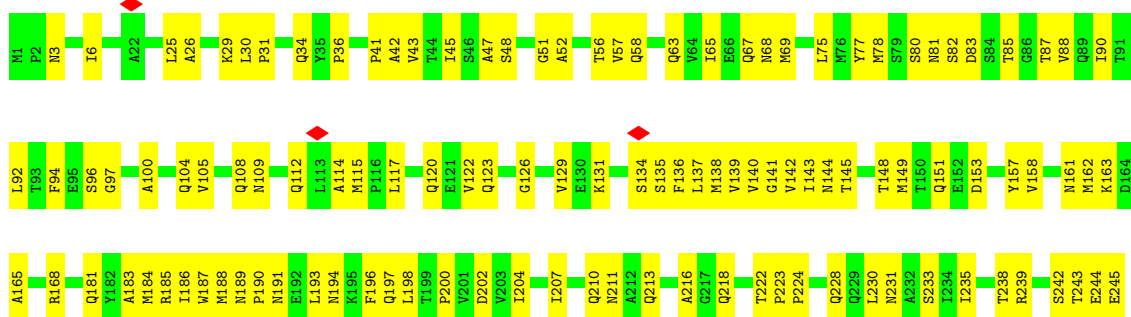 M1 P2 N3 I6 A22 L25 A26 K29 L30 P31 Q34 Y35 P36 P41 A42 V43 T44 I45 S46 A47 S48 G51 A52 T56 V57 Q58 Q63 V64 I65 E66 Q67 N68 M69 L75 M76 Y77 M78 S79 S80 N81 S82 D83 S84 T85 G86 T87 V88 Q89 I90 T91
L92 T93 F94 E95 S96 G97 A100 Q104 V105 Q108 N109 Q112 L113 A114 M115 P116 L117 Q120 E121 V122 Q123 G126 V129 E130 K131 S134 S135 F136 L137 M138 V139 V140 G141 V142 I143 N144 T145 T148 M149 T150 Q151 E152 D153 Y157 V158 N161 M162 K163 D164
A165 R168 Q181 Y182 A183 M184 R185 I186 W187 M188 N189 P190 N191 E192 L193 N194 K195 F196 Q197 L198 T199 P200 V201 D202 V203 I204 I207 Q210 N211 A212 Q213 A216 G217 Q218 T222 P223 P224 Q228 Q229 L230 N231 A232 S233 I234 I235 T238 R239 S242 T243 E244 E245